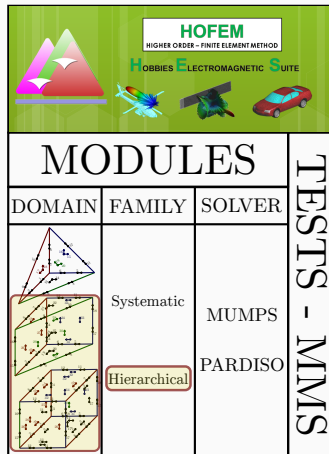 HOFEM
HIGHER ORDER – FINITE ELEMENT METHOD
HOBBIES ELECTROMAGNETIC SUITE
MODULES
DOMAIN FAMILY SOLVER
Systematic
MUMPS
PARDISO
Hierarchical
TESTS - MMS